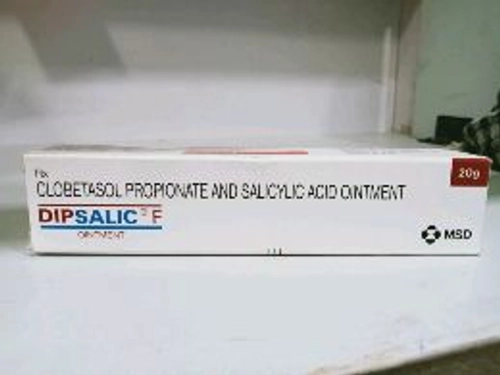 Rx
CLOBETASOL PROPIONATE AND SALICYLIC ACID OINTMENT
20g
DIPSALIC® F
OINTMENT
MSD